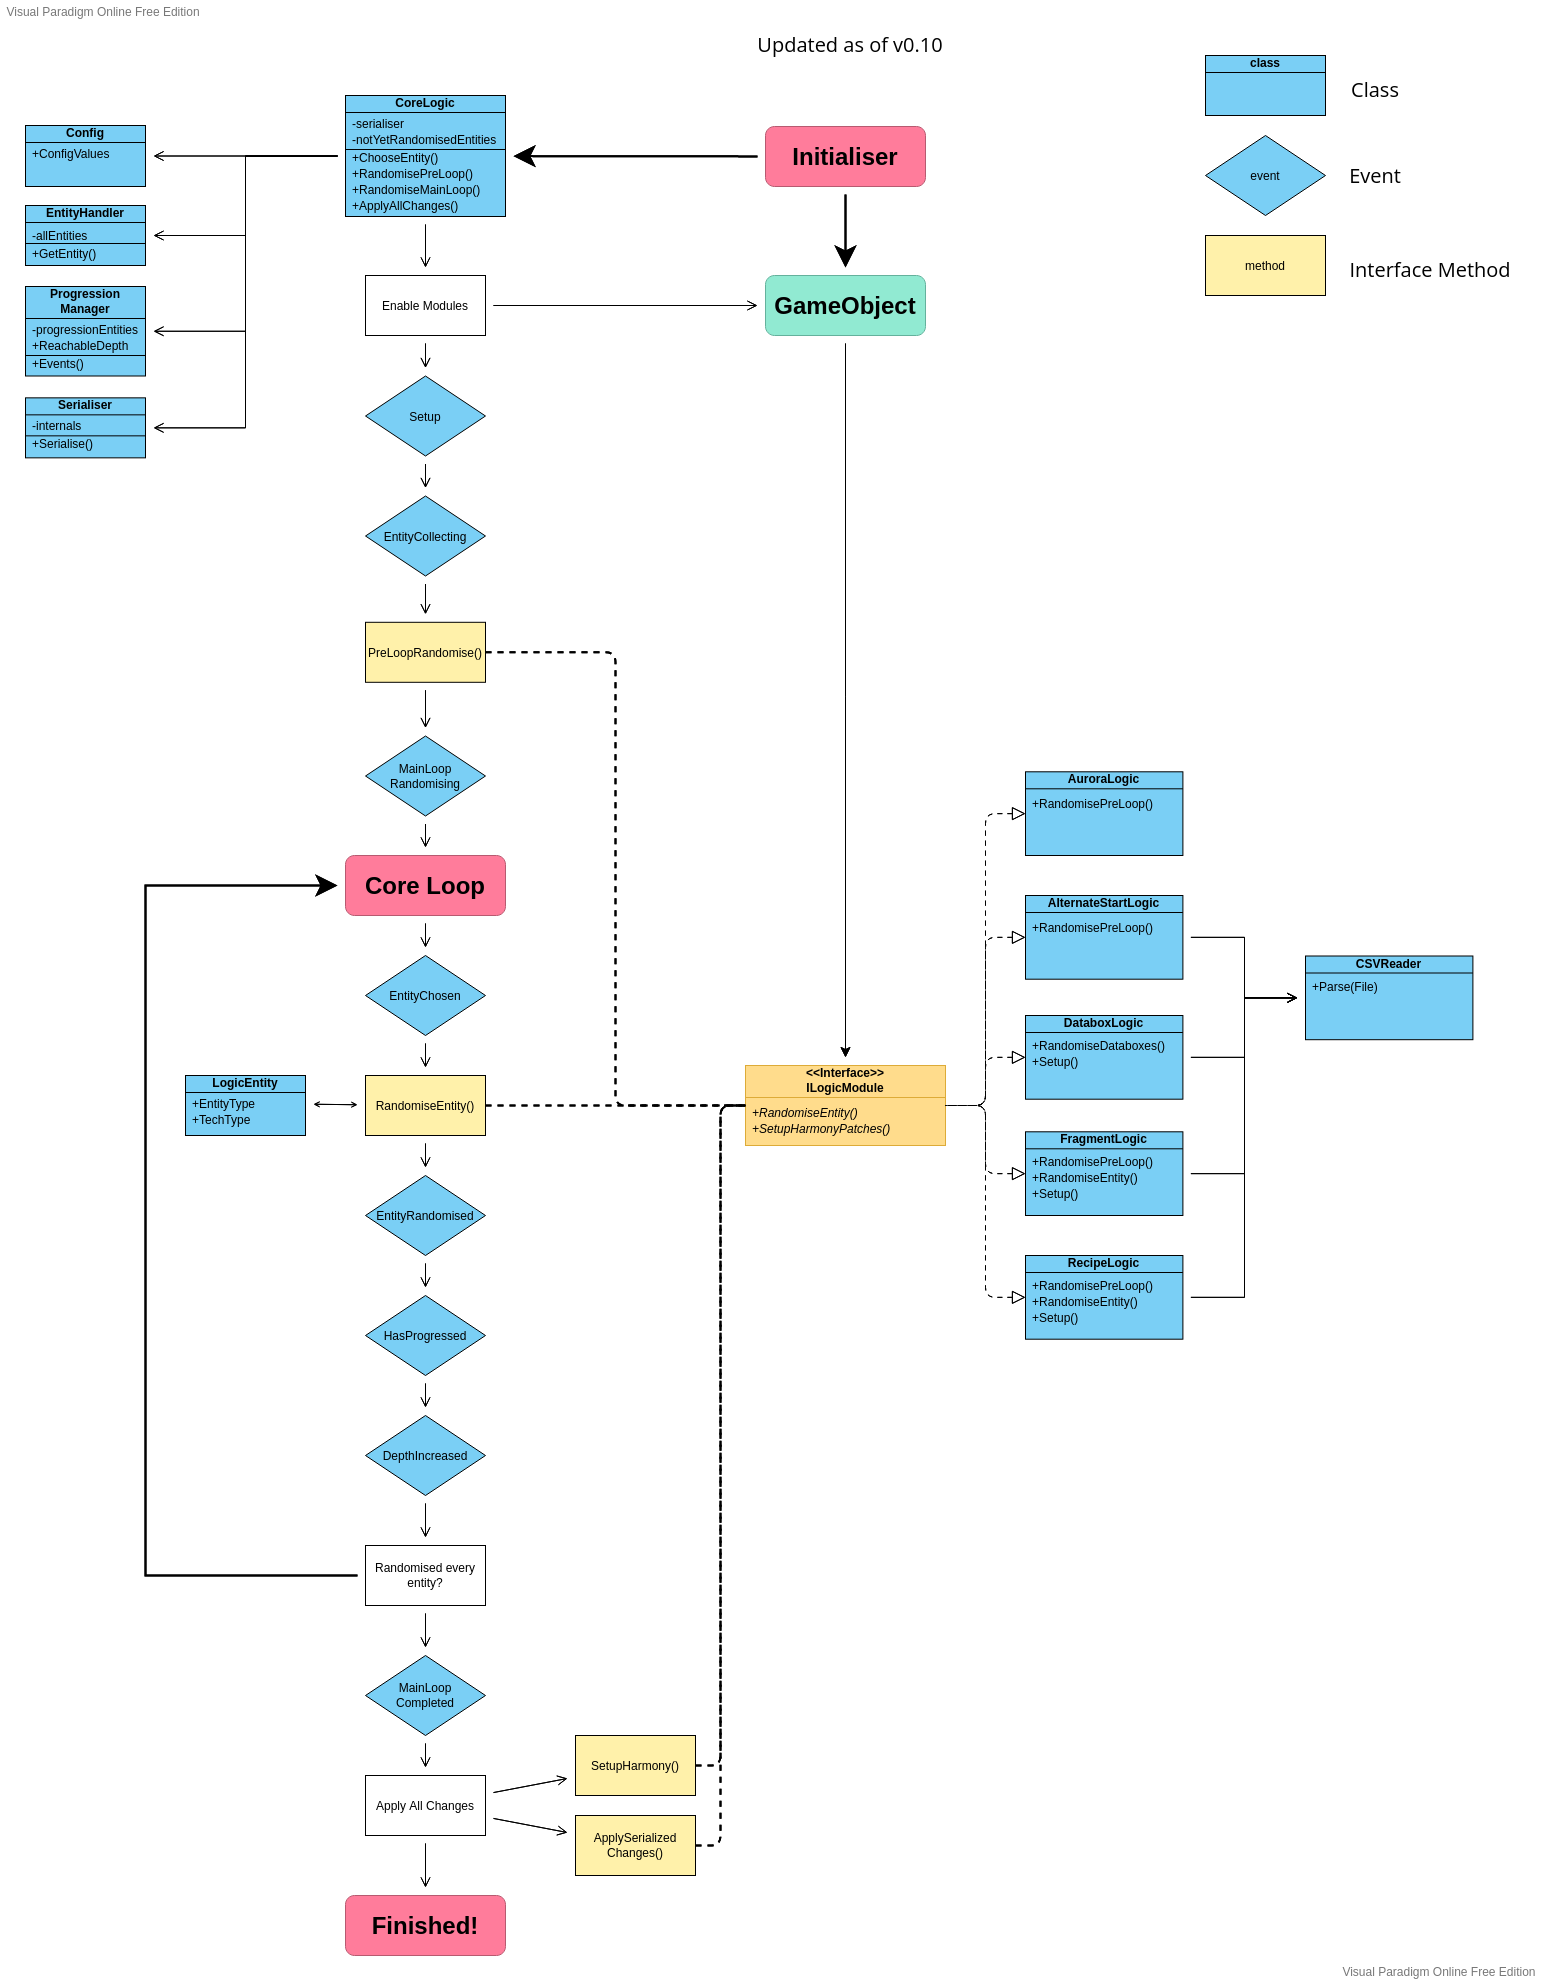 Visual Paradigm Online Free Edition
Updated as of v0.10
class
Class
event
Event
method
Interface Method
CoreLogic
-serialiser
-notYetRandomisedEntities
+ChooseEntity()
+RandomisePreLoop()
+RandomiseMainLoop()
+ApplyAllChanges()
Initialiser
Config
+ConfigValues
EntityHandler
-allEntities
+GetEntity()
Progression
Manager
-progressionEntities
+ReachableDepth
+Events()
Serialiser
-internals
+Serialise()
Enable Modules
GameObject
Setup
EntityCollecting
PreLoopRandomise()
MainLoop
Randomising
Core Loop
EntityChosen
LogicEntity
+EntityType
+TechType
RandomiseEntity()
<<Interface>>
ILogicModule
+RandomiseEntity()
+SetupHarmonyPatches()
AuroraLogic
+RandomisePreLoop()
AlternateStartLogic
+RandomisePreLoop()
DataboxLogic
+RandomiseDataboxes()
+Setup()
FragmentLogic
+RandomisePreLoop()
+RandomiseEntity()
+Setup()
RecipeLogic
+RandomisePreLoop()
+RandomiseEntity()
+Setup()
CSVReader
+Parse(File)
EntityRandomised
HasProgressed
DepthIncreased
Randomised every
entity?
MainLoop
Completed
Apply All Changes
SetupHarmony()
ApplySerialized
Changes()
Finished!
Visual Paradigm Online Free Edition